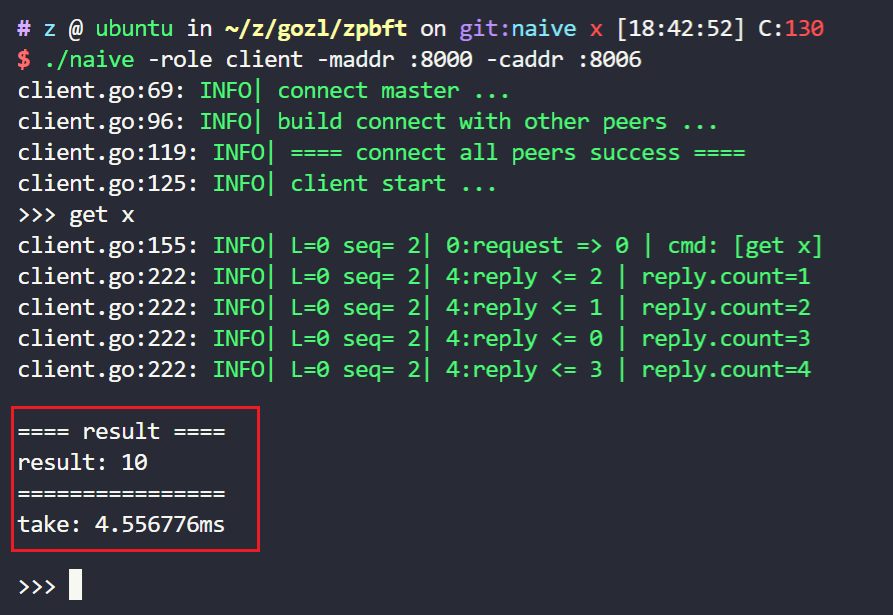 # z @ ubuntu in ~/z/gozl/zpbft on git:naive x [18:42:52] C:130
$ ./naive -role client -maddr :8000 -caddr :8006
client.go:69: INFO| connect master ...
client.go:96: INFO| build connect with other peers ...
client.go:119: INFO| ==== connect all peers success ====
client.go:125: INFO| client start ...
>>> get x
client.go:155: INFO| L=0 seq= 2| 0:request => 0 | cmd: [get x]
client.go:222: INFO| L=0 seq= 2| 4:reply <= 2 | reply.count=1
client.go:222: INFO| L=0 seq= 2| 4:reply <= 1 | reply.count=2
client.go:222: INFO| L=0 seq= 2| 4:reply <= 0 | reply.count=3
client.go:222: INFO| L=0 seq= 2| 4:reply <= 3 | reply.count=4
==== result ====
result: 10
================
take: 4.556776ms
>>>